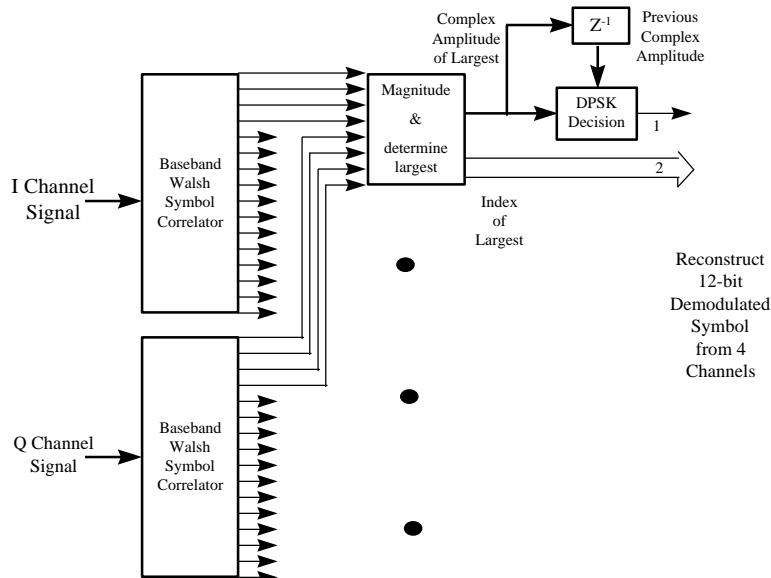 Complex
Amplitude
of Largest
Z-1
Previous
Complex
Amplitude
Magnitude
&
determine
largest
DPSK
Decision
1
2
Index
of
Largest
I Channel
Signal
Baseband
Walsh
Symbol
Correlator
Reconstruct
12-bit
Demodulated
Symbol
from 4
Channels
Q Channel
Signal
Baseband
Walsh
Symbol
Correlator